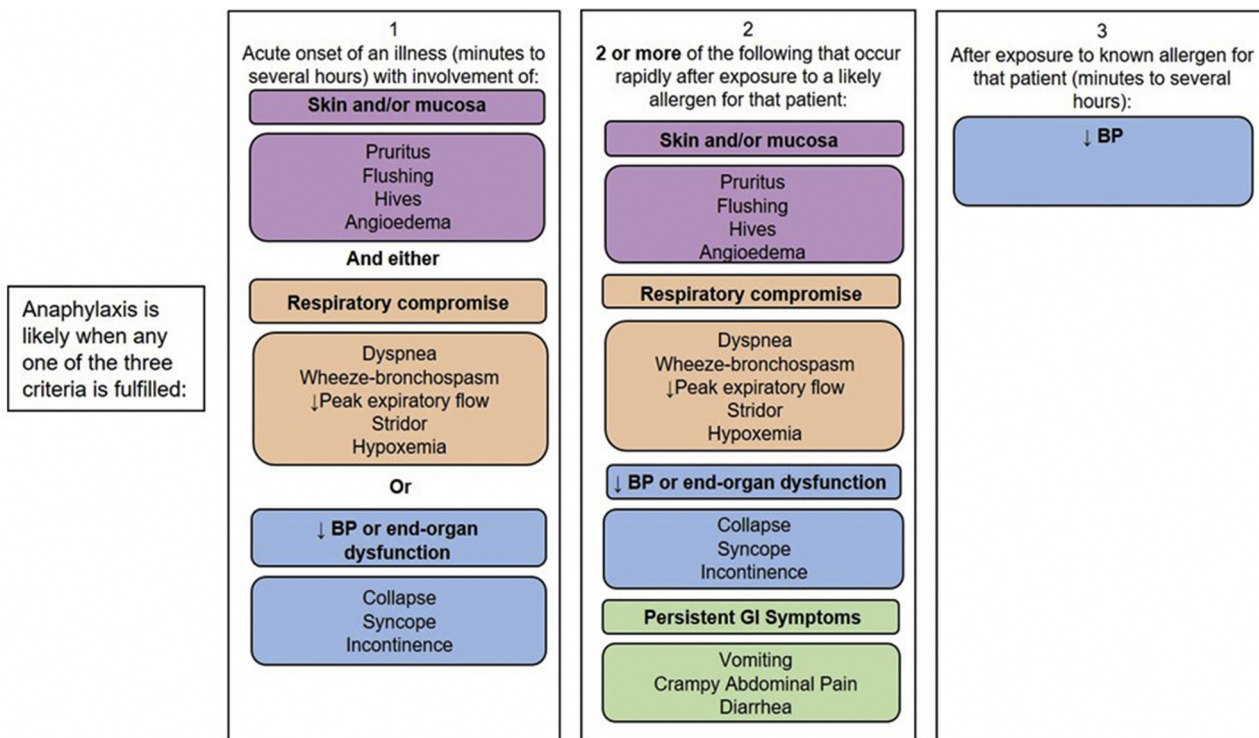 Anaphylaxis is
likely when any
one of the three
criteria is fulfilled:
1
Acute onset of an illness (minutes to
several hours) with involvement of:
Skin and/or mucosa
Pruritus
Flushing
Hives
Angioedema
And either
Respiratory compromise
Dyspnea
Wheeze-bronchospasm
↓Peak expiratory flow
Stridor
Hypoxemia
Or
↓ BP or end-organ
dysfunction
Collapse
Syncope
Incontinence
2
2 or more of the following that occur
rapidly after exposure to a likely
allergen for that patient:
Skin and/or mucosa
Pruritus
Flushing
Hives
Angioedema
Respiratory compromise
Dyspnea
Wheeze-bronchospasm
↓Peak expiratory flow
Stridor
Hypoxemia
↓ BP or end-organ dysfunction
Collapse
Syncope
Incontinence
Persistent GI Symptoms
Vomiting
Crampy Abdominal Pain
Diarrhea
3
After exposure to known allergen for
that patient (minutes to several
hours):
↓ BP